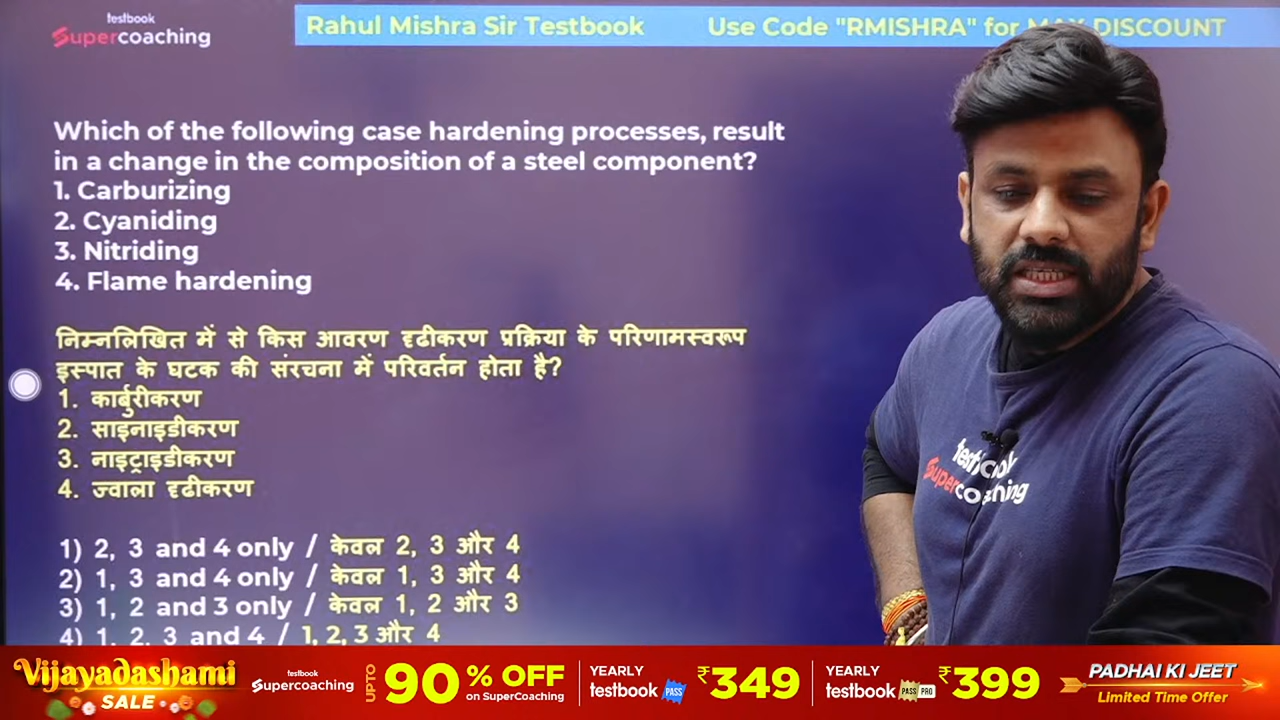 testbook
Supercoaching
Rahul Mishra Sir Testbook Use Code "RMISHRA" for MAX DISCOUNT
Which of the following case hardening processes, result
in a change in the composition of a steel component?
1. Carburizing
2. Cyaniding
3. Nitriding
4. Flame hardening
निम्नलिखित में से किस आवरण दृढीकरण प्रक्रिया के परिणामस्वरूप
इस्पात के घटक की संरचना में परिवर्तन होता है?
1. कार्बुरीकरण
2. साइनाइडीकरण
3. नाइट्राइडीकरण
4. ज्वाला दृढीकरण
1) 2, 3 and 4 only / केवल 2, 3 और 4
2) 1, 3 and 4 only / केवल 1, 3 और 4
3) 1, 2 and 3 only / केवल 1, 2 और 3
4) 1, 2, 3 and 4 / 1, 2, 3 और 4
testbook
Supercoaching
Vijayadashami
SALE
testbook
Supercoaching
UPTO 90% OFF
on SuperCoaching
YEARLY
testbook PASS
₹349
YEARLY
testbook PASS PRO
₹399
PADHAI KI JEET
Limited Time Offer